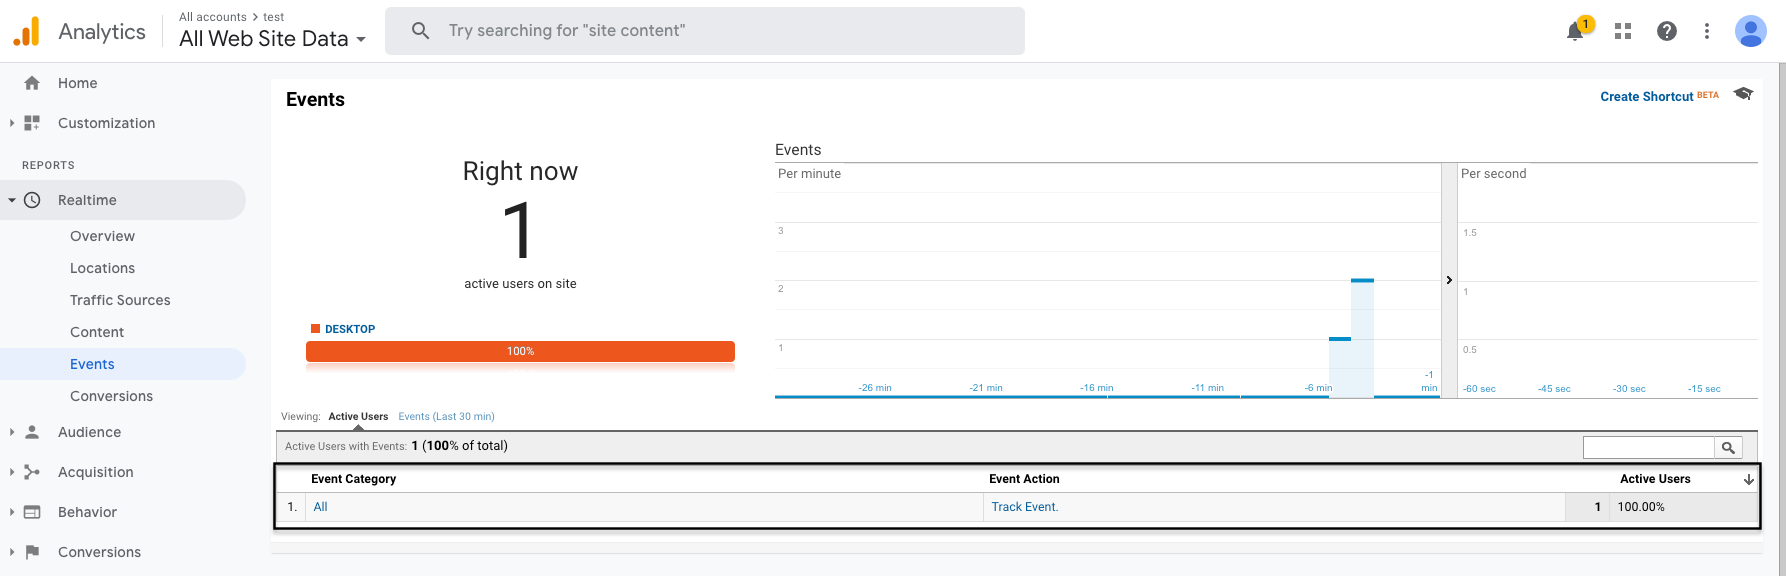 Analytics
All accounts > test
All Web Site Data
Try searching for "site content"
1
Home
Customization
REPORTS
Realtime
Overview
Locations
Traffic Sources
Content
Events
Conversions
Audience
Acquisition
Behavior
Conversions
Events
Create Shortcut BETA
Right now
1
active users on site
DESKTOP
100%
Events
Per minute
3
2
1
-26 min
-21 min
-16 min
-11 min
-6 min
-1
min
Per second
1.5
1
0.5
-60 sec
-45 sec
-30 sec
-15 sec
Viewing: Active Users Events (Last 30 min)
Active Users with Events: 1 (100% of total)
Event Category Event Action Active Users
1. All Track Event. 1 100.00%